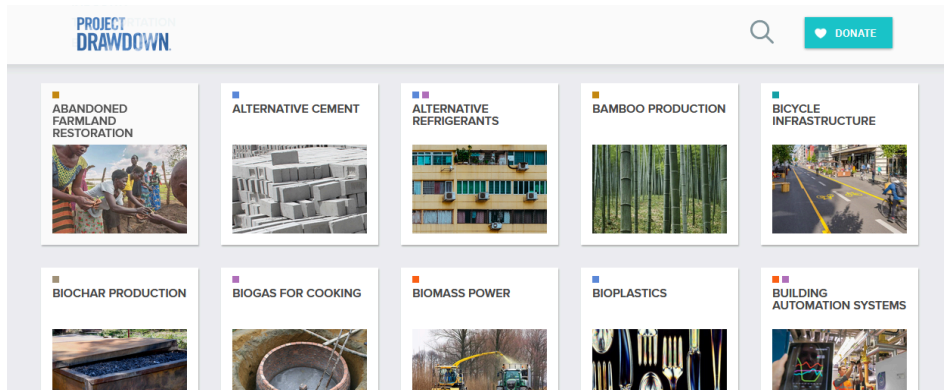 PROJECT
DRAWDOWN.
DONATE
ABANDONED
FARMLAND
RESTORATION
ALTERNATIVE CEMENT
ALTERNATIVE
REFRIGERANTS
BAMBOO PRODUCTION
BICYCLE
INFRASTRUCTURE
BIOCHAR PRODUCTION
BIOGAS FOR COOKING
BIOMASS POWER
BIOPLASTICS
BUILDING
AUTOMATION SYSTEMS